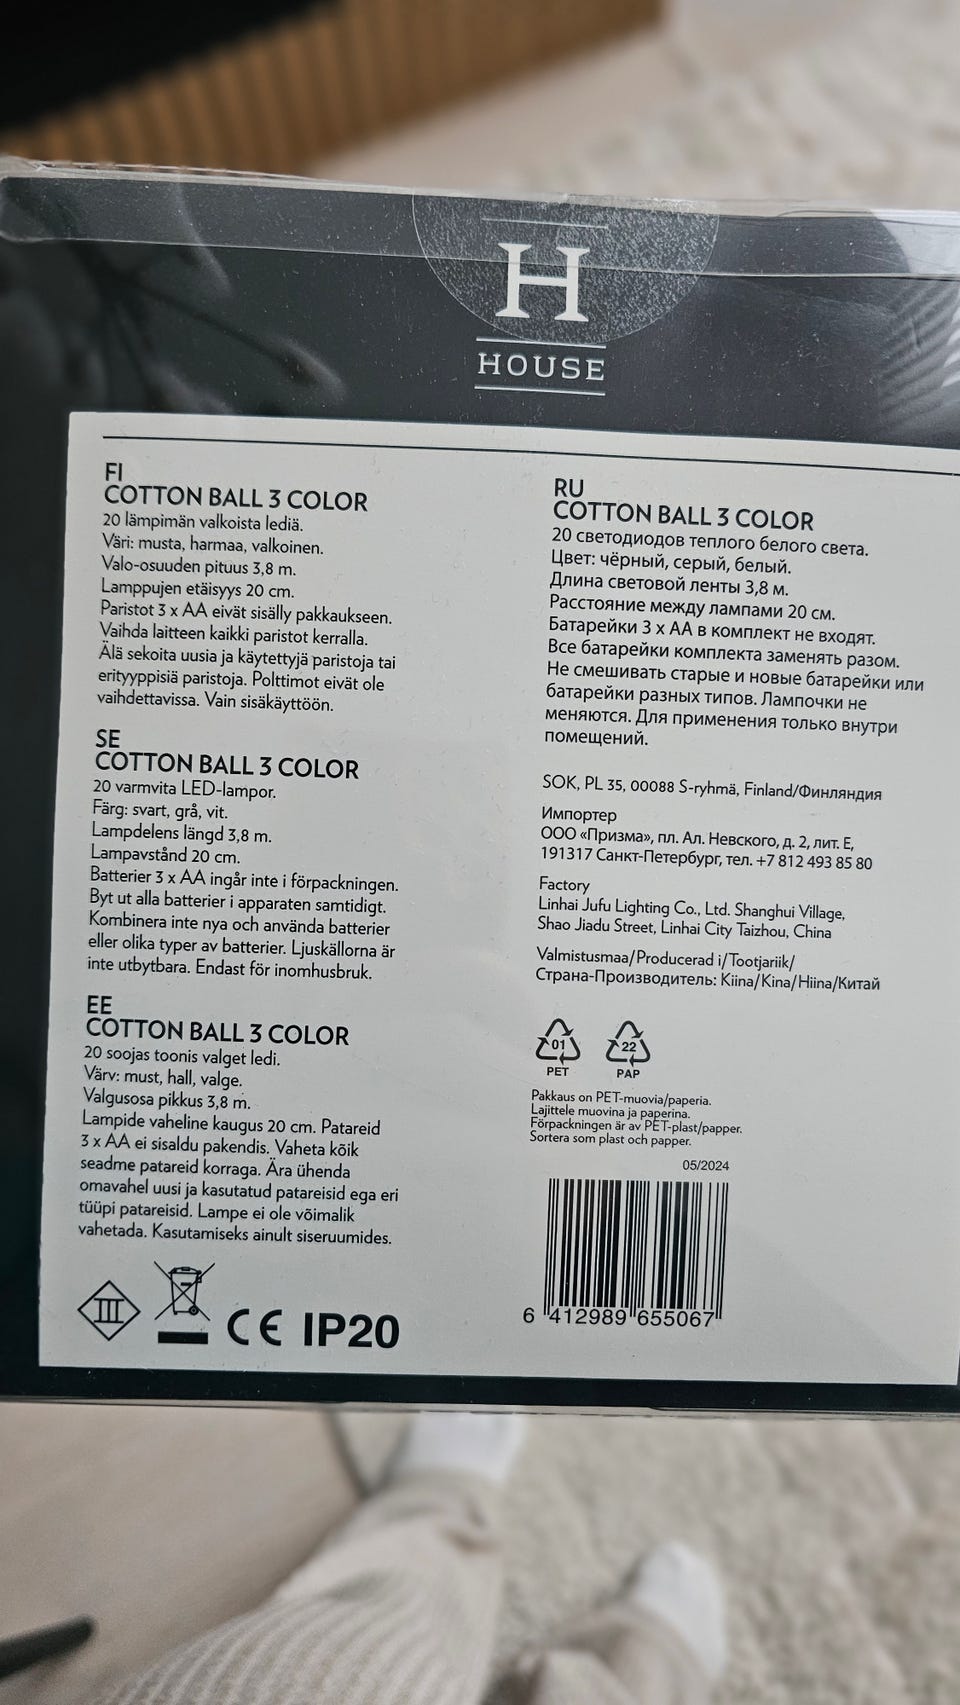 H
HOUSE
FI
COTTON BALL 3 COLOR
20 lämpimän valkoista lediä.
Väri: musta, harmaa, valkoinen.
Valo-osuuden pituus 3,8 m.
Lamppujen etäisyys 20 cm.
Paristot 3 x AA eivät sisälly pakkaukseen.
Vaihda laitteen kaikki paristot kerralla.
Älä sekoita uusia ja käytettyjä paristoja tai
erityyppisiä paristoja. Polttimot eivät ole
vaihdettavissa. Vain sisäkäyttöön.
SE
COTTON BALL 3 COLOR
20 varmvita LED-lampor.
Färg: svart, grå, vit.
Lampdelens längd 3,8 m.
Lampavstånd 20 cm.
Batterier 3 x AA ingår inte i förpackningen.
Byt ut alla batterier i apparaten samtidigt.
Kombinera inte nya och använda batterier
eller olika typer av batterier. Ljuskällorna är
inte utbytbara. Endast för inomhusbruk.
EE
COTTON BALL 3 COLOR
20 soojas toonis valget ledi.
Värv: must, hall, valge.
Valgusosa pikkus 3,8 m.
Lampide vaheline kaugus 20 cm. Patareid
3 x AA ei sisaldu pakendis. Vaheta kõik
seadme patareid korraga. Ära ühenda
omavahel uusi ja kasutatud patareisid ega eri
tüüpi patareisid. Lampe ei ole võimalik
vahetada. Kasutamiseks ainult siseruumides.
III
CE IP20
RU
COTTON BALL 3 COLOR
20 светодиодов теплого белого света.
Цвет: чёрный, серый, белый.
Длина световой ленты 3,8 м.
Расстояние между лампами 20 см.
Батарейки 3 x AA в комплект не входят.
Все батарейки комплекта заменять разом.
Не смешивать старые и новые батарейки или
батарейки разных типов. Лампочки не
меняются. Для применения только внутри
помещений.
SOK, PL 35, 00088 S-ryhmä, Finland/Финляндия
Импортер
ООО «Призма», пл. Ал. Невского, д. 2, лит. Е,
191317 Санкт-Петербург, тел. +7 812 493 85 80
Factory
Linhai Jufu Lighting Co., Ltd. Shanghui Village,
Shao Jiadu Street, Linhai City Taizhou, China
Valmistusmaa/Producerad i/Tootjariik/
Страна-Производитель: Kiina/Kina/Hiina/Китай
01 22
PET PAP
Pakkaus on PET-muovia/paperia.
Lajittele muovina ja paperina.
Förpackningen är av PET-plast/papper.
Sortera som plast och papper.
05/2024
6 412989 655067